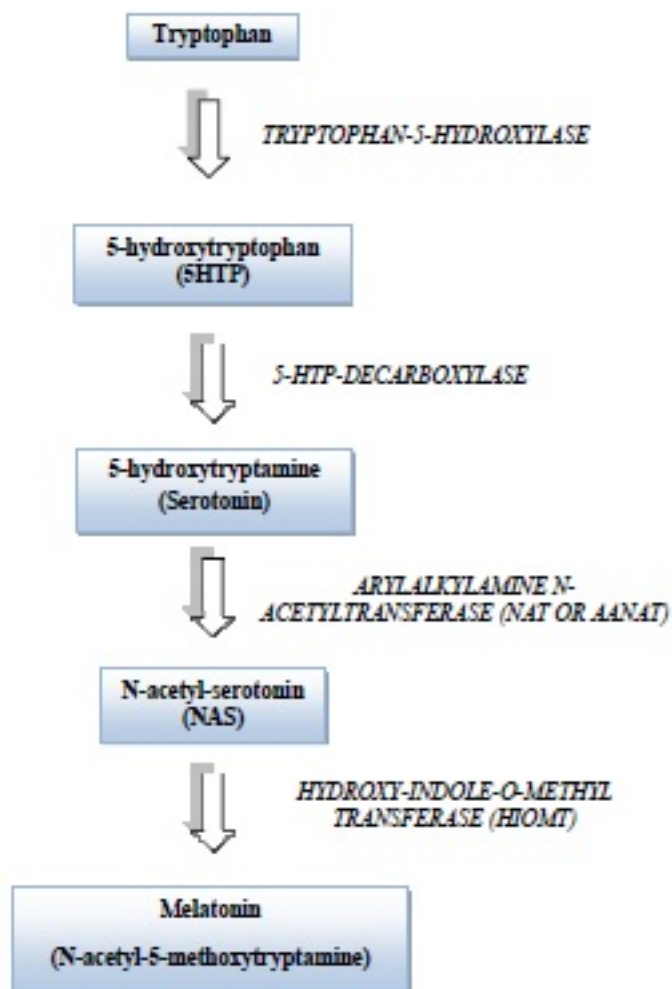 Tryptophan
TRYPTOPHAN-5-HYDROXYLASE
5-hydroxytryptophan
(5HTP)
5-HTP-DECARBOXYLASE
5-hydroxytryptamine
(Serotonin)
ARYLALKYLAMINE N-
ACETYLTRANSFERASE (NAT OR AANAT)
N-acetyl-serotonin
(NAS)
HYDROXY-INDOLE-O-METHYL
TRANSFERASE (HIOMT)
Melatonin
(N-acetyl-5-methoxytryptamine)